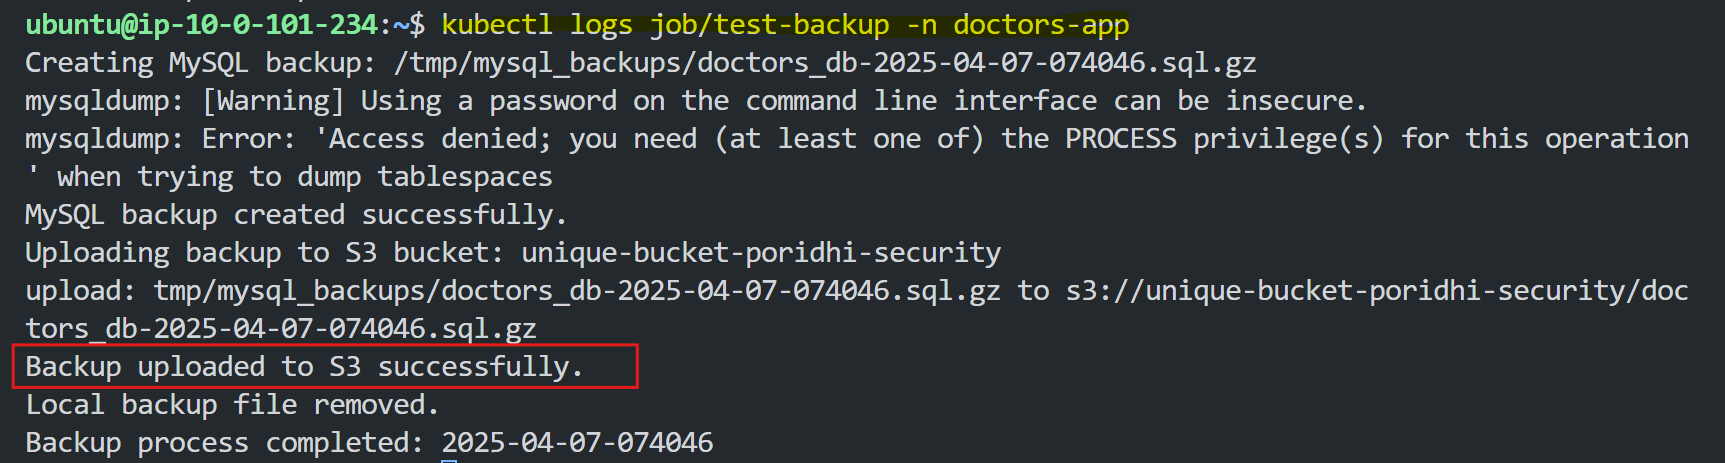 ubuntu@ip-10-0-101-234:~$ kubectl logs job/test-backup -n doctors-app
Creating MySQL backup: /tmp/mysql_backups/doctors_db-2025-04-07-074046.sql.gz
mysqldump: [Warning] Using a password on the command line interface can be insecure.
mysqldump: Error: 'Access denied; you need (at least one of) the PROCESS privilege(s) for this operation
' when trying to dump tablespaces
MySQL backup created successfully.
Uploading backup to S3 bucket: unique-bucket-poridhi-security
upload: tmp/mysql_backups/doctors_db-2025-04-07-074046.sql.gz to s3://unique-bucket-poridhi-security/doc
tors_db-2025-04-07-074046.sql.gz
Backup uploaded to S3 successfully.
Local backup file removed.
Backup process completed: 2025-04-07-074046